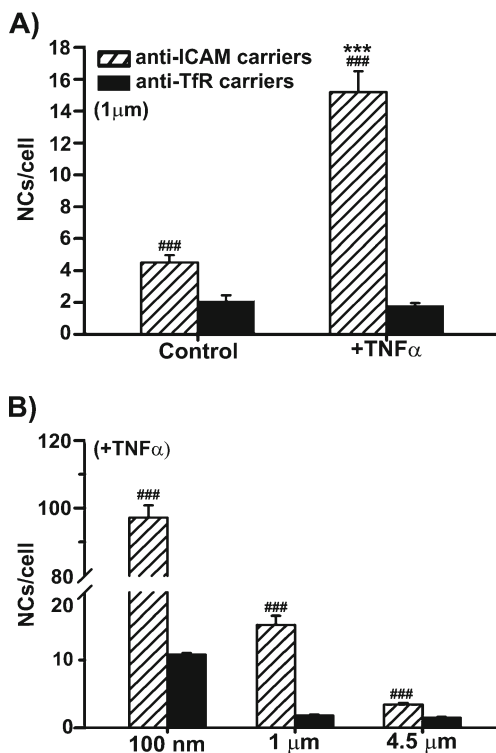 A)
18
16
14
12
10
8
6
4
2
0
NCs/cell
anti-ICAM carriers
anti-TfR carriers
(1μm)
###
***
###
Control
+TNFα
B)
120
100
80
20
10
0
NCs/cell
(+TNFα)
###
###
###
100 nm
1 μm
4.5 μm